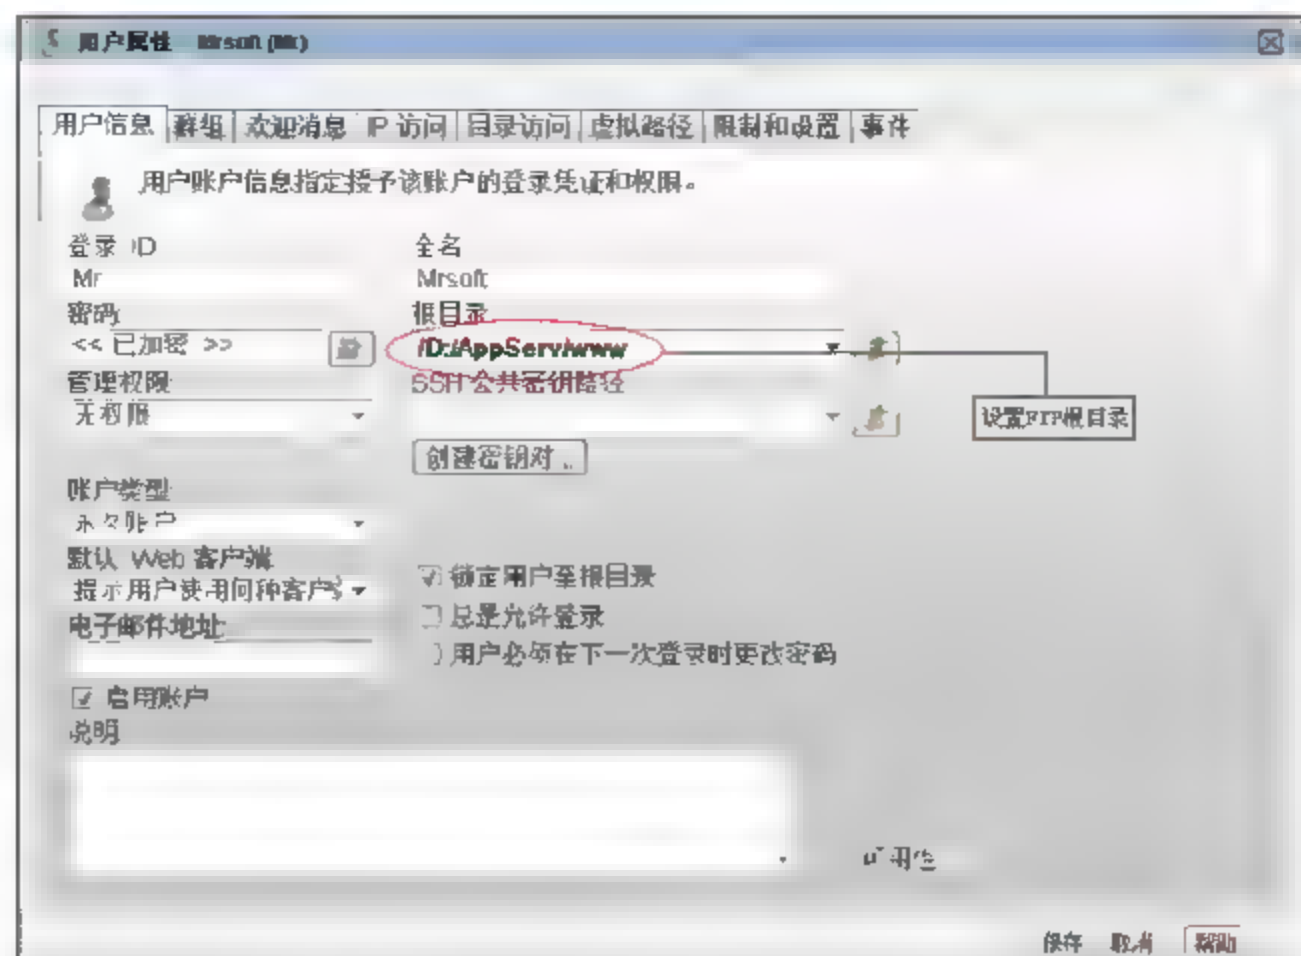 用户属性 Mrsoft (Mr)
用户信息 群组 欢迎消息 IP 访问 目录访问 虚拟路径 限制和设置 事件
用户账户信息指定授予该账户的登录凭证和权限。
登录 ID 全名
Mr Mrsoft
密码: 根目录
<< 已加密 >> /D:/AppServ/www
管理权限 SSH 公共密钥路径
无权限 设置FTP根目录
创建密钥对...
账户类型
永久账户
默认 Web 客户端
提示用户使用何种客户 锁定用户至根目录
电子邮件地址: 总是允许登录
用户必须在下一次登录时更改密码
启用账户
说明
可用性
保存 取消 帮助